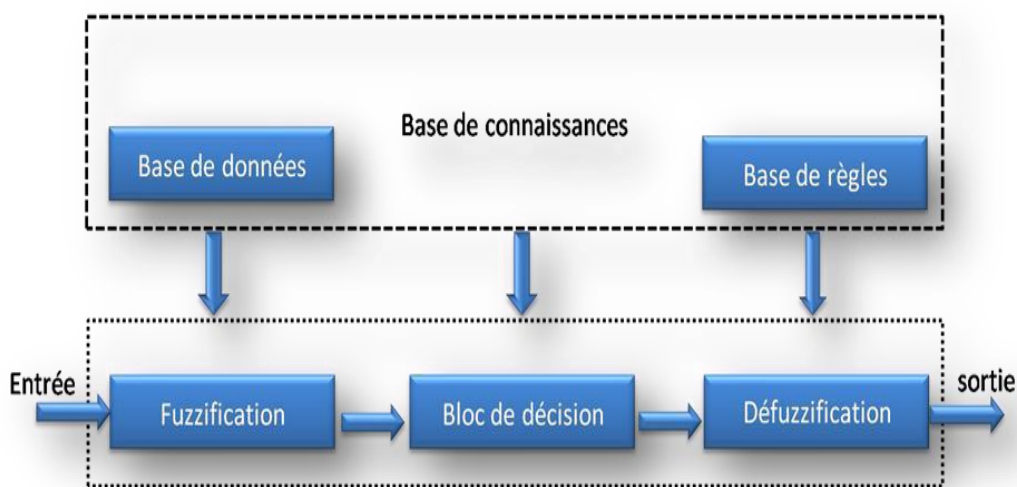 Base de connaissances
Base de données
Base de règles
Entrée
sortie
Fuzzification
Bloc de décision
Défuzzification